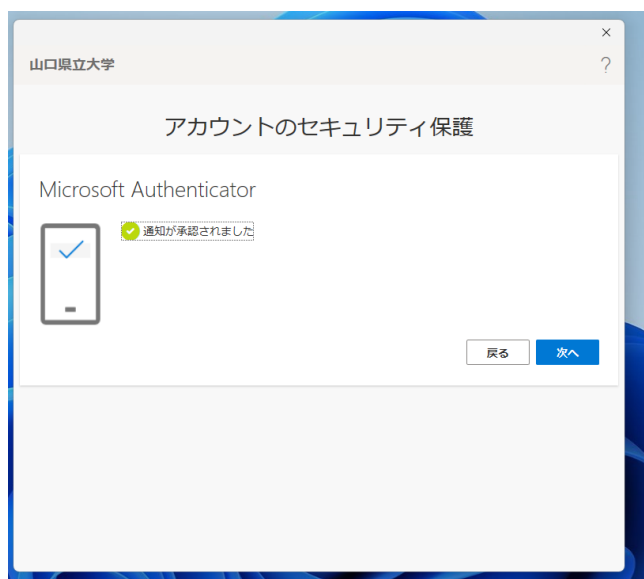 山口県立大学
?
アカウントのセキュリティ保護
Microsoft Authenticator
通知が承認されました
戻る
次へ